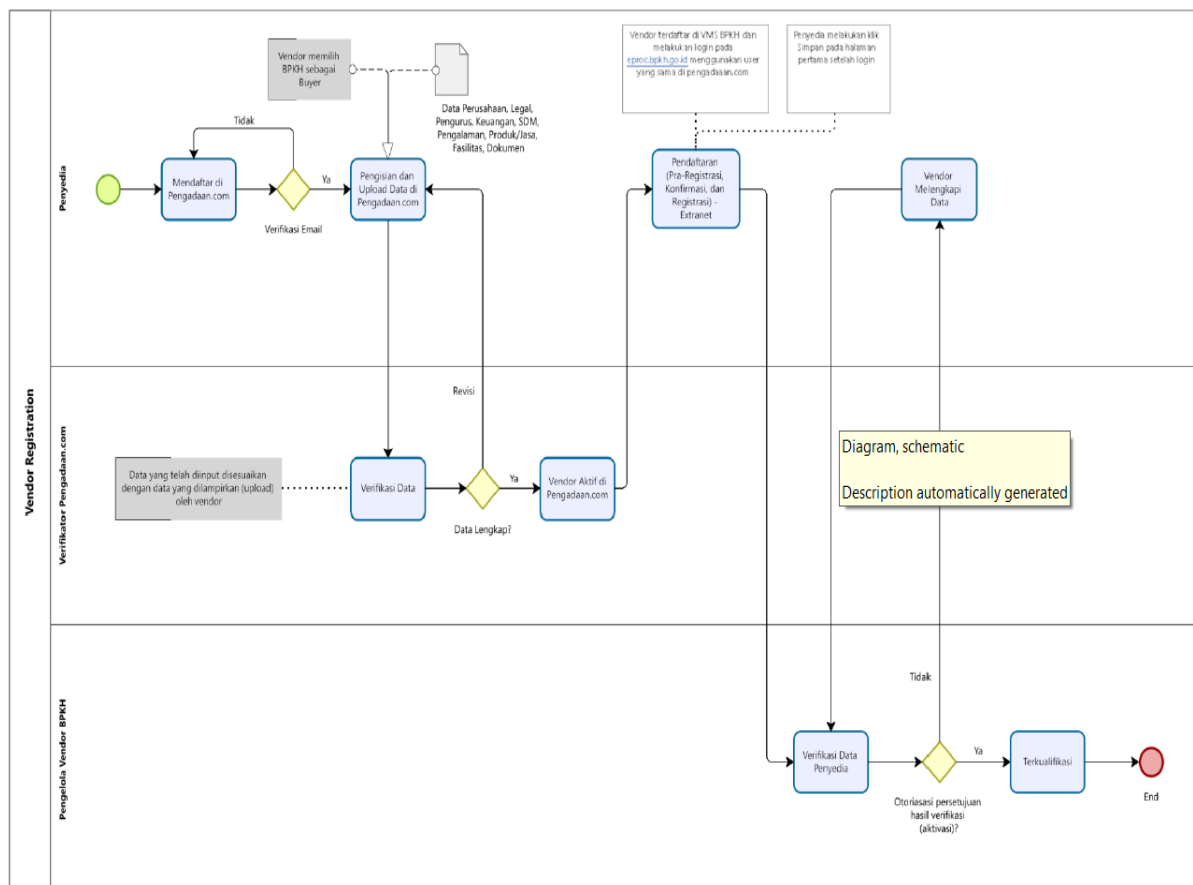 Vendor Registration
Penyedia
Vendor memilih
BPKH sebagai
Buyer
Data Perusahaan, Legal,
Pengurus, Keuangan, SDM,
Pengalaman, Produk/Jasa,
Fasilitas, Dokumen
Vendor terdaftar di VMS BPKH dan
melakukan login pada
eproc.bpkh.go.id menggunakan user
yang sama di pengadaaan.com
Penyedia melakukan klik
Simpan pada halaman
pertama setelah login
Tidak
Mendaftar di
Pengadaan.com
Verifikasi Email
Ya
Pengisian dan
Upload Data di
Pengadaan.com
Pendaftaran
(Pra-Registrasi,
Konfirmasi, dan
Registrasi) -
Extranet
Vendor
Melengkapi
Data
Verifikator Pengadaan.com
Revisi
Data yang telah diinput disesuaikan
dengan data yang dilampirkan (upload)
oleh vendor
Verifikasi Data
Data Lengkap?
Ya
Vendor Aktif di
Pengadaan.com
Diagram, schematic
Description automatically generated
Pengelola Vendor BPKH
Tidak
Verifikasi Data
Penyedia
Otoriasasi persetujuan
hasil verifikasi
(aktivasi)?
Ya
Terkualifikasi
End